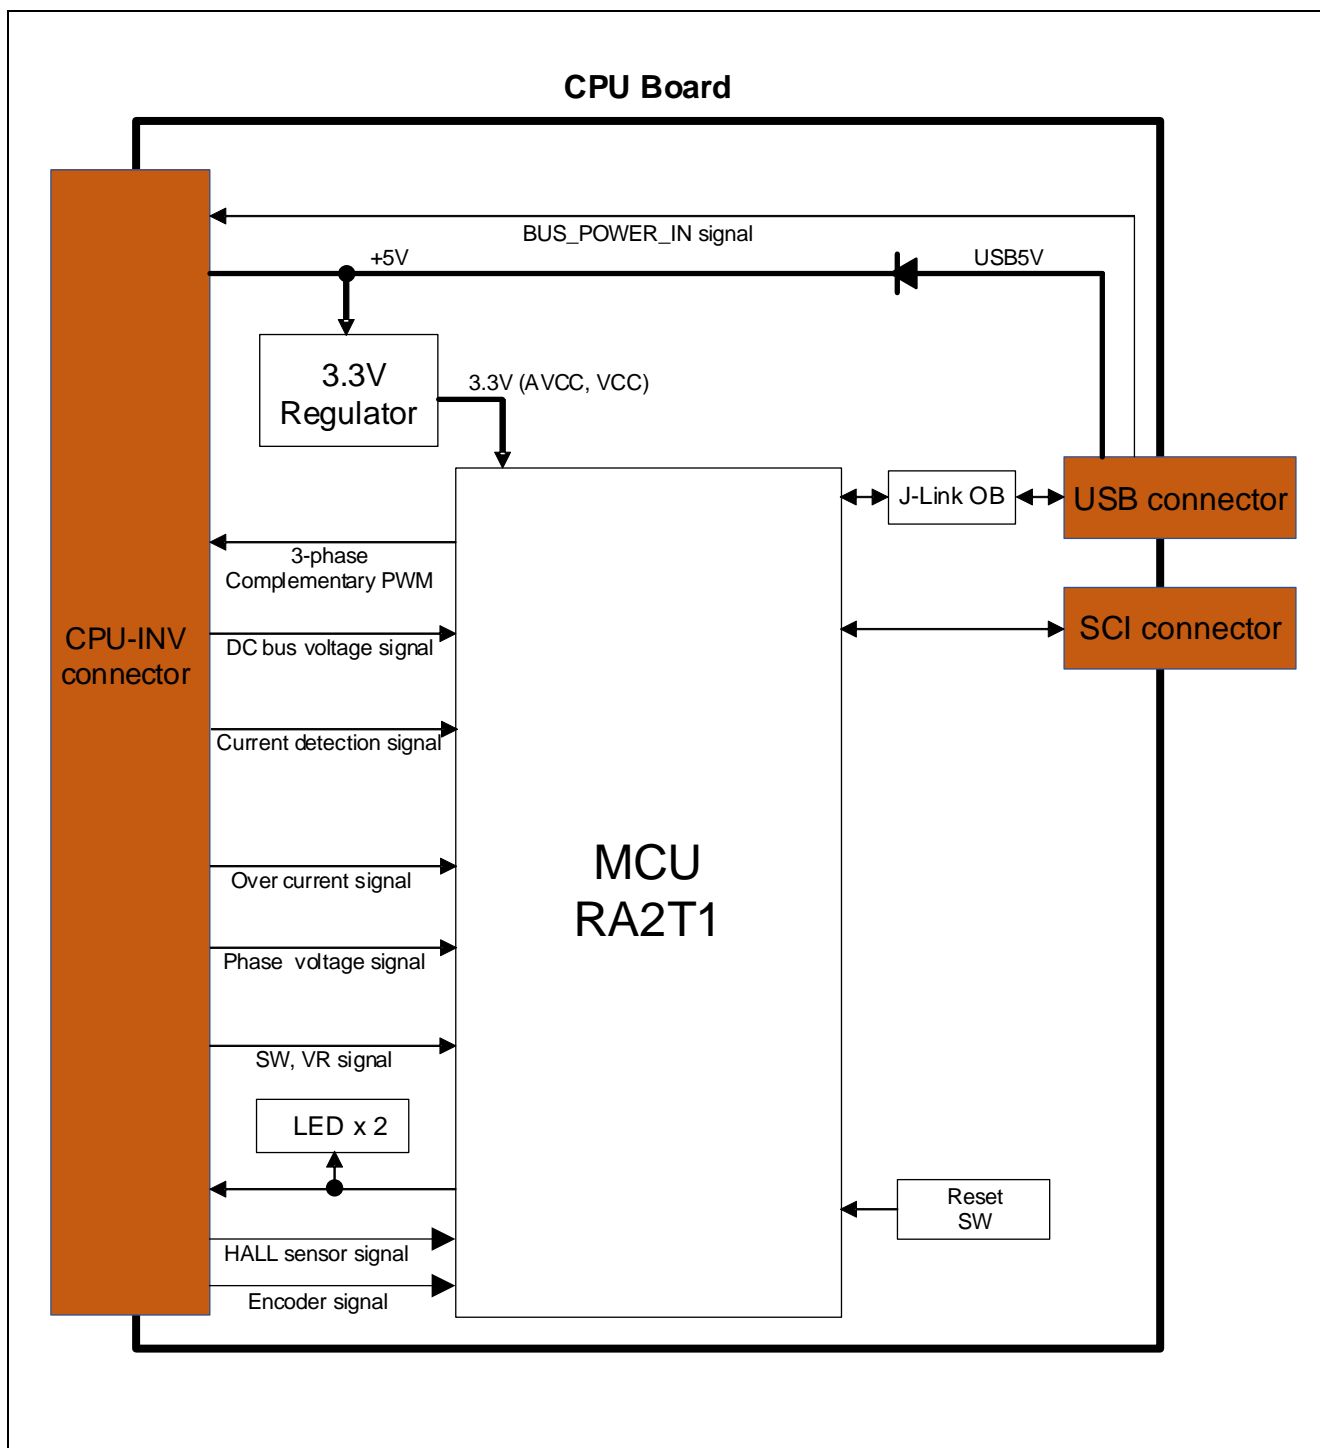 CPU Board
BUS_POWER_IN signal
+5V
USB5V
3.3V
Regulator
3.3V (AVCC, VCC)
J-Link OB
USB connector
3-phase
Complementary PWM
SCI connector
CPU-INV
connector
DC bus voltage signal
Current detection signal
MCU
RA2T1
Over current signal
Phase voltage signal
SW, VR signal
LED x 2
Reset
SW
HALL sensor signal
Encoder signal